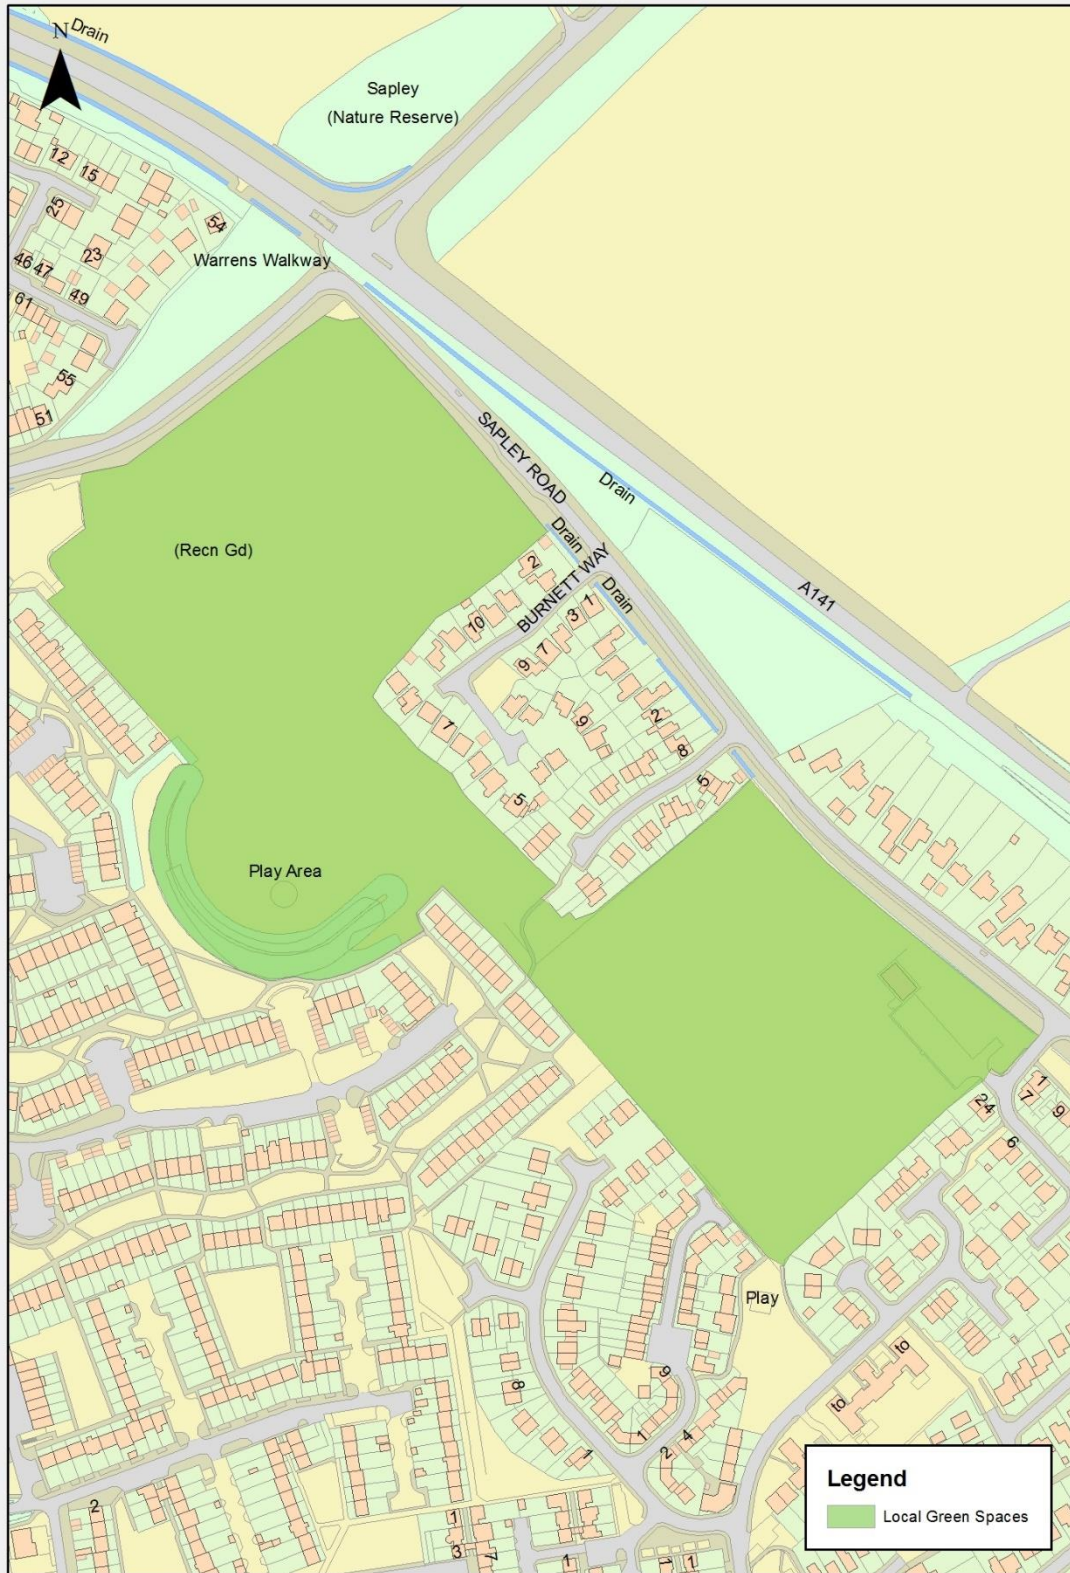 N
Drain
Sapley
(Nature Reserve)
12
15
25
54
23
Warrens Walkway
46
47
49
61
55
51
SAPLEY ROAD
Drain
(Recn Gd)
Drain
2
BURNETT WAY
A141
Drain
1
3
10
7
9
1
9
2
8
5
5
Play Area
24
1
7
9
6
Play
to
to
8
9
1
1
2
4
2
1
3
7
1
1
1
Legend
Local Green Spaces